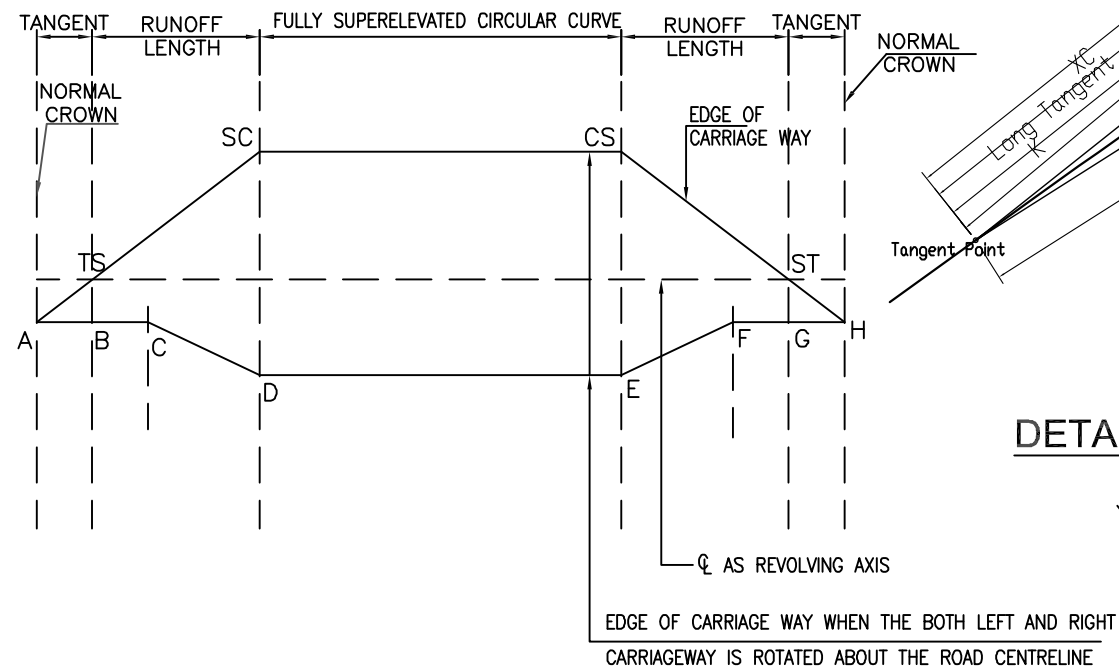 TANGENT
RUNOFF
LENGTH
FULLY SUPERELEVATED CIRCULAR CURVE
RUNOFF
LENGTH
TANGENT
NORMAL
CROWN
NORMAL
CROWN
XC
Long Tangent
K
EDGE OF
CARRIAGE WAY
SC
CS
TS
ST
Tangent Point
A
B
C
D
E
F
G
H
DETA
℄ AS REVOLVING AXIS
EDGE OF CARRIAGE WAY WHEN THE BOTH LEFT AND RIGHT
CARRIAGEWAY IS ROTATED ABOUT THE ROAD CENTRELINE